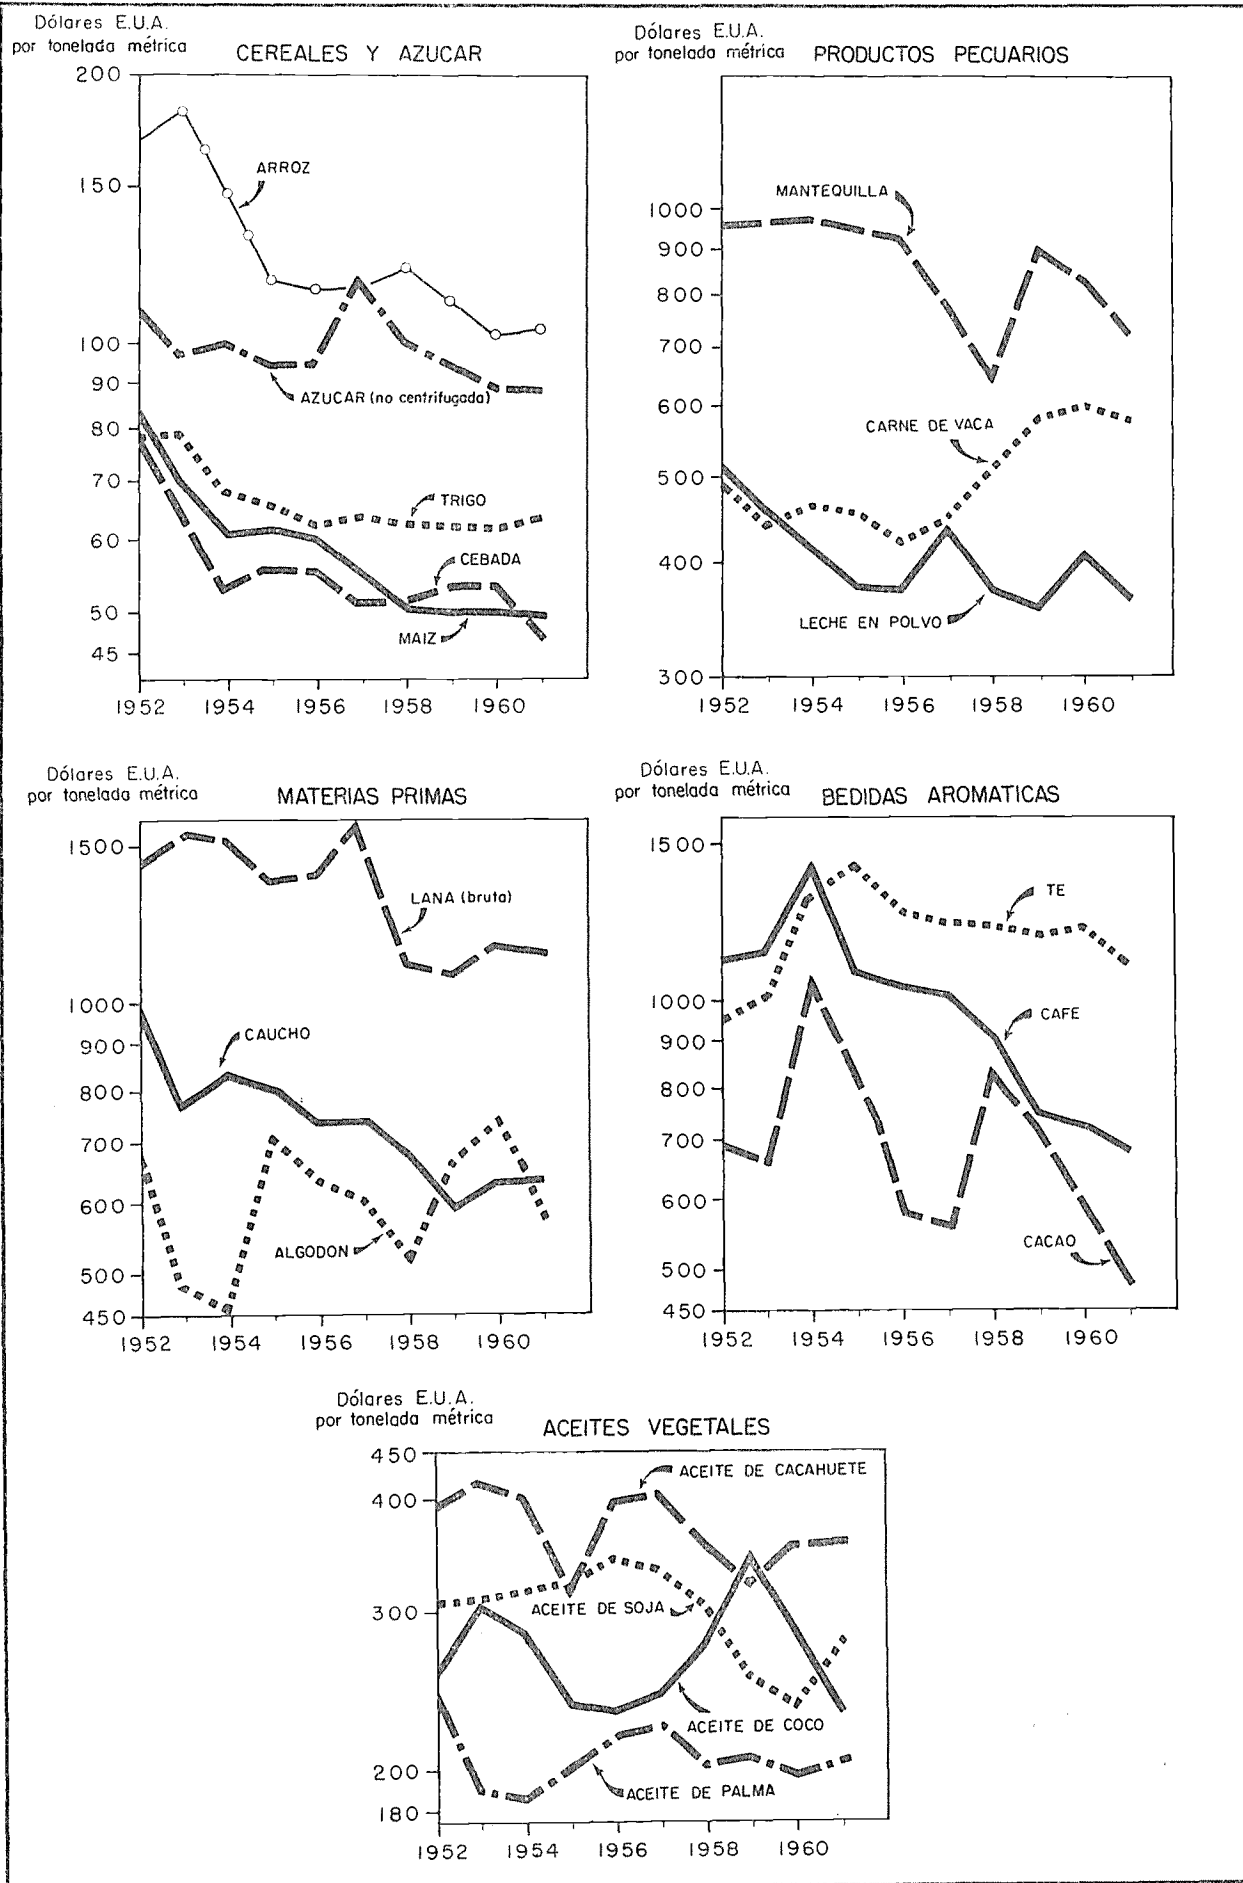 Dólares E.U.A.
por tonelada métrica
CEREALES Y AZUCAR
200
150
100
90
80
70
60
50
45
ARROZ
AZUCAR (no centrifugada)
TRIGO
CEBADA
MAIZ
1952 1954 1956 1958 1960
Dólares E.U.A.
por tonelada métrica
PRODUCTOS PECUARIOS
1000
900
800
700
600
500
400
300
MANTEQUILLA
CARNE DE VACA
LECHE EN POLVO
1952 1954 1956 1958 1960
Dólares E.U.A.
por tonelada métrica
MATERIAS PRIMAS
1500
1000
900
800
700
600
500
450
LANA (bruta)
CAUCHO
ALGODON
1952 1954 1956 1958 1960
Dólares E.U.A.
por tonelada métrica
BEDIDAS AROMATICAS
1500
1000
900
800
700
600
500
450
TE
CAFE
CACAO
1952 1954 1956 1958 1960
Dólares E.U.A.
por tonelada métrica
ACEITES VEGETALES
450
400
300
200
180
ACEITE DE CACAHUETE
ACEITE DE SOJA
ACEITE DE COCO
ACEITE DE PALMA
1952 1954 1956 1958 1960